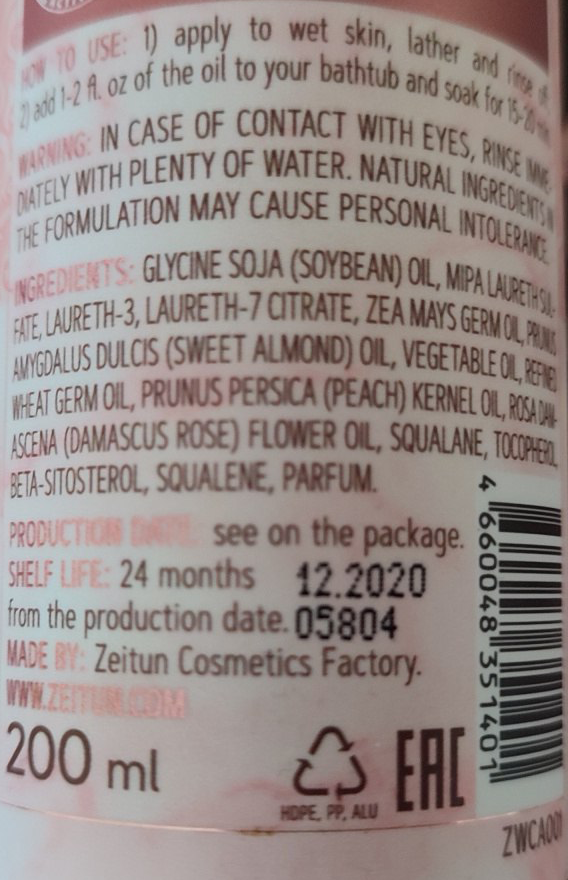 HOW TO USE: 1) apply to wet skin, lather and rinse off.
2) add 1-2 fl. oz of the oil to your bathtub and soak for 15-20 min
WARNING: IN CASE OF CONTACT WITH EYES, RINSE IMME-
DIATELY WITH PLENTY OF WATER. NATURAL INGREDIENTS IN
THE FORMULATION MAY CAUSE PERSONAL INTOLERANCE.
INGREDIENTS: GLYCINE SOJA (SOYBEAN) OIL, MIPA LAURETH SUL-
FATE, LAURETH-3, LAURETH-7 CITRATE, ZEA MAYS GERM OIL, PRUNUS
AMYGDALUS DULCIS (SWEET ALMOND) OIL, VEGETABLE OIL, REFINED
WHEAT GERM OIL, PRUNUS PERSICA (PEACH) KERNEL OIL, ROSA DAM-
ASCENA (DAMASCUS ROSE) FLOWER OIL, SQUALANE, TOCOPHEROL,
BETA-SITOSTEROL, SQUALENE, PARFUM.
PRODUCTION DATE: see on the package.
SHELF LIFE: 24 months 12.2020
from the production date. 05804
MADE BY: Zeitun Cosmetics Factory.
WWW.ZEITUN.COM
200 ml
HDPE, PP, ALU
EAC
4 660048 351401
ZWCA001